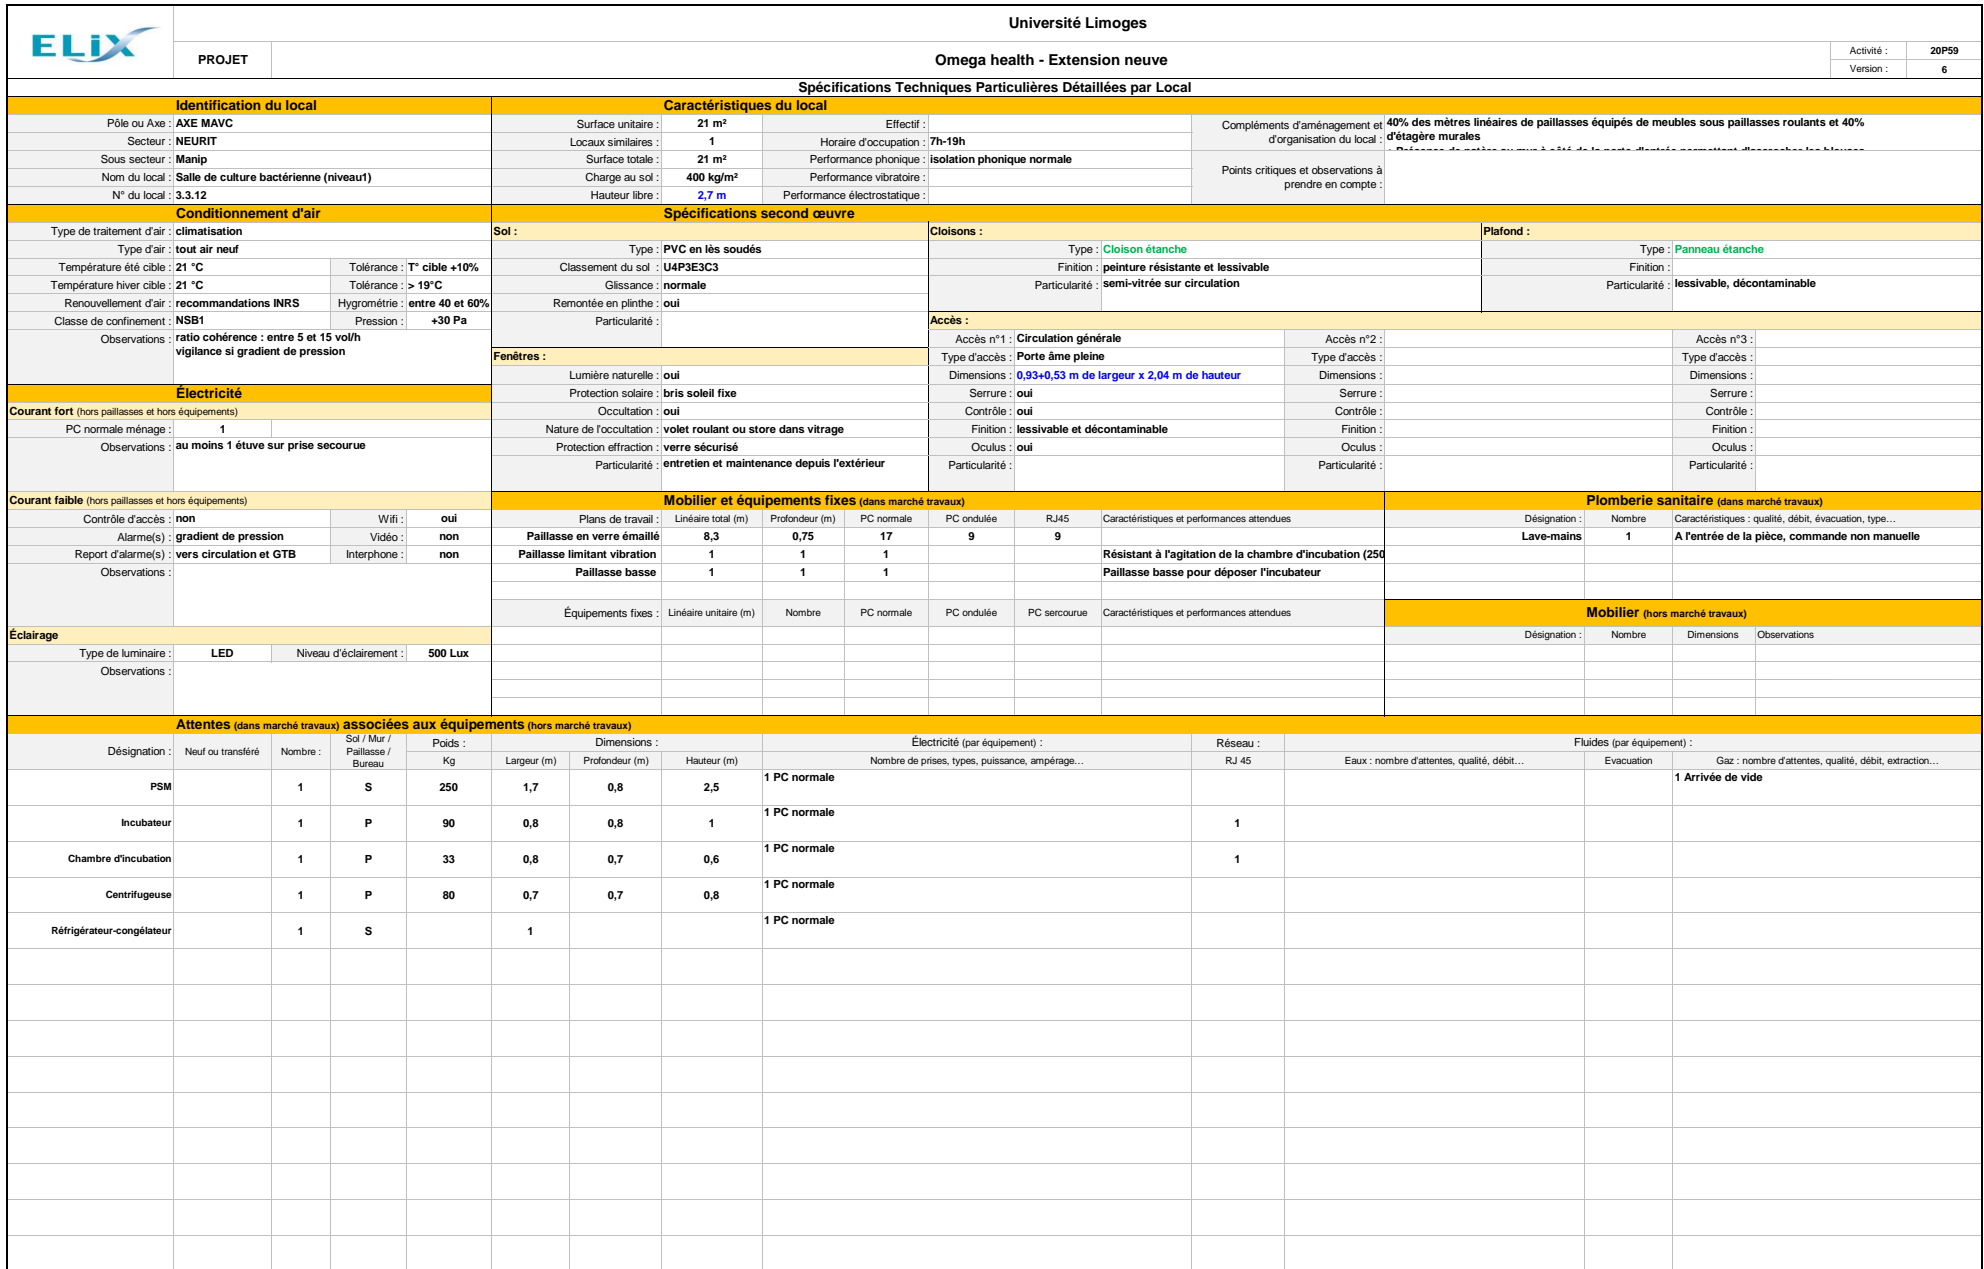 ELiX
Université Limoges
PROJET
Omega health - Extension neuve
Activité : 20P59
Version : 6
Spécifications Techniques Particulières Détaillées par Local
Identification du local
Caractéristiques du local
Pôle ou Axe : AXE MAVC
Secteur : NEURIT
Sous secteur : Manip
Nom du local : Salle de culture bactérienne (niveau1)
N° du local : 3.3.12
Surface unitaire : 21 m²
Locaux similaires : 1
Surface totale : 21 m²
Charge au sol : 400 kg/m²
Hauteur libre : 2,7 m
Effectif :
Horaire d'occupation : 7h-19h
Performance phonique : isolation phonique normale
Performance vibratoire :
Performance électrostatique :
Compléments d'aménagement et d'organisation du local :
40% des mètres linéaires de paillasses équipés de meubles sous paillasses roulants et 40%
d'étagère murales
Points critiques et observations à prendre en compte :
Conditionnement d'air
Type de traitement d'air : climatisation
Type d'air : tout air neuf
Température été cible : 21 °C Tolérance : T° cible +10%
Température hiver cible : 21 °C Tolérance : > 19°C
Renouvellement d'air : recommandations INRS Hygrométrie : entre 40 et 60%
Classe de confinement : NSB1 Pression : +30 Pa
Observations : ratio cohérence : entre 5 et 15 vol/h
vigilance si gradient de pression
Spécifications second œuvre
Sol :
Type : PVC en lès soudés
Classement du sol : U4P3E3C3
Glissance : normale
Remontée en plinthe : oui
Particularité :
Cloisons :
Type : Cloison étanche
Finition : peinture résistante et lessivable
Particularité : semi-vitrée sur circulation
Plafond :
Type : Panneau étanche
Finition :
Particularité : lessivable, décontaminable
Fenêtres :
Lumière naturelle : oui
Protection solaire : bris soleil fixe
Occultation : oui
Nature de l'occultation : volet roulant ou store dans vitrage
Protection effraction : verre sécurisé
Particularité : entretien et maintenance depuis l'extérieur
Accès :
Accès n°1 : Circulation générale Accès n°2 : Accès n°3 :
Type d'accès : Porte âme pleine Type d'accès : Type d'accès :
Dimensions : 0,93+0,53 m de largeur x 2,04 m de hauteur Dimensions : Dimensions :
Serrure : oui Serrure : Serrure :
Contrôle : oui Contrôle : Contrôle :
Finition : lessivable et décontaminable Finition : Finition :
Oculus : oui Oculus : Oculus :
Particularité : Particularité : Particularité :
Électricité
Courant fort (hors paillasses et hors équipements)
PC normale ménage : 1
Observations : au moins 1 étuve sur prise secourue
Courant faible (hors paillasses et hors équipements)
Contrôle d'accès : non Wifi : oui
Alarme(s) : gradient de pression Vidéo : non
Report d'alarme(s) : vers circulation et GTB Interphone : non
Observations :
Éclairage
Type de luminaire : LED Niveau d'éclairement : 500 Lux
Observations :
Mobilier et équipements fixes (dans marché travaux)
Plans de travail : Linéaire total (m) Profondeur (m) PC normale PC ondulée RJ45 Caractéristiques et performances attendues
Paillasse en verre émaillé 8,3 0,75 17 9 9
Paillasse limitant vibration 1 1 1 Résistant à l'agitation de la chambre d'incubation (250
Paillasse basse 1 1 1 Paillasse basse pour déposer l'incubateur
Équipements fixes : Linéaire unitaire (m) Nombre PC normale PC ondulée PC sercourue Caractéristiques et performances attendues
Plomberie sanitaire (dans marché travaux)
Désignation : Nombre Caractéristiques : qualité, débit, évacuation, type…
Lave-mains 1 A l'entrée de la pièce, commande non manuelle
Mobilier (hors marché travaux)
Désignation : Nombre Dimensions Observations
Attentes (dans marché travaux) associées aux équipements (hors marché travaux)
Désignation : Neuf ou transféré Nombre : Sol / Mur / Paillasse / Bureau Poids : Dimensions : Électricité (par équipement) : Réseau : Fluides (par équipement) :
Kg Largeur (m) Profondeur (m) Hauteur (m) Nombre de prises, types, puissance, ampérage… RJ 45 Eaux : nombre d'attentes, qualité, débit… Evacuation Gaz : nombre d'attentes, qualité, débit, extraction…
PSM 1 S 250 1,7 0,8 2,5 1 PC normale 1 Arrivée de vide
Incubateur 1 P 90 0,8 0,8 1 1 PC normale 1
Chambre d'incubation 1 P 33 0,8 0,7 0,6 1 PC normale 1
Centrifugeuse 1 P 80 0,7 0,7 0,8 1 PC normale
Réfrigérateur-congélateur 1 S 1 1 PC normale